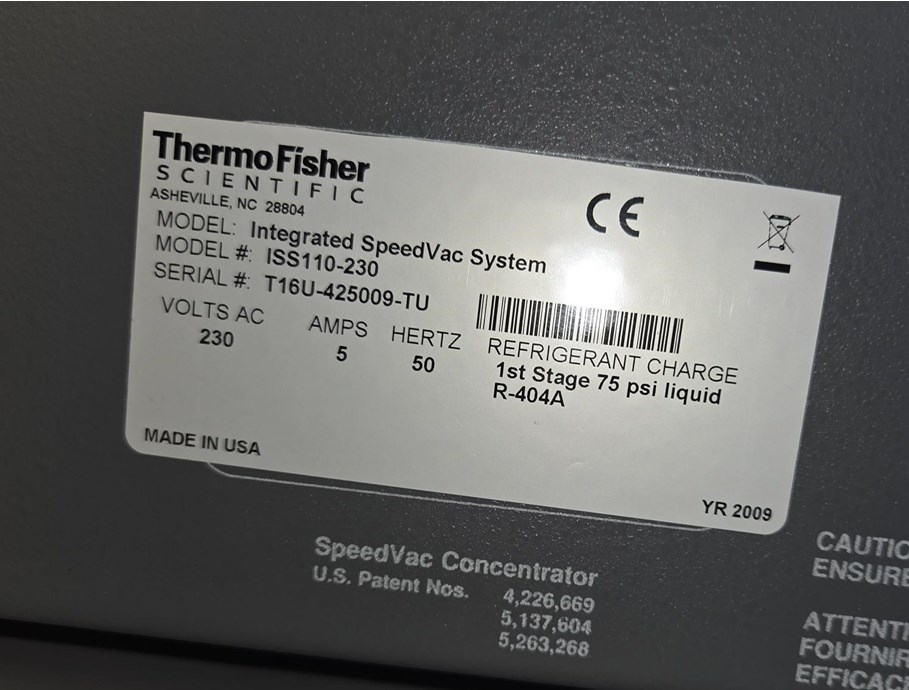 ThermoFisher
SCIENTIFIC
ASHEVILLE, NC 28804
MODEL: Integrated SpeedVac System
MODEL #: ISS110-230
SERIAL #: T16U-425009-TU
VOLTS AC AMPS HERTZ REFRIGERANT CHARGE
230 5 50 1st Stage 75 psi liquid
R-404A
MADE IN USA
YR 2009
CE
SpeedVac Concentrator
U.S. Patent Nos. 4,226,669
5,137,604
5,263,268
ENSURE